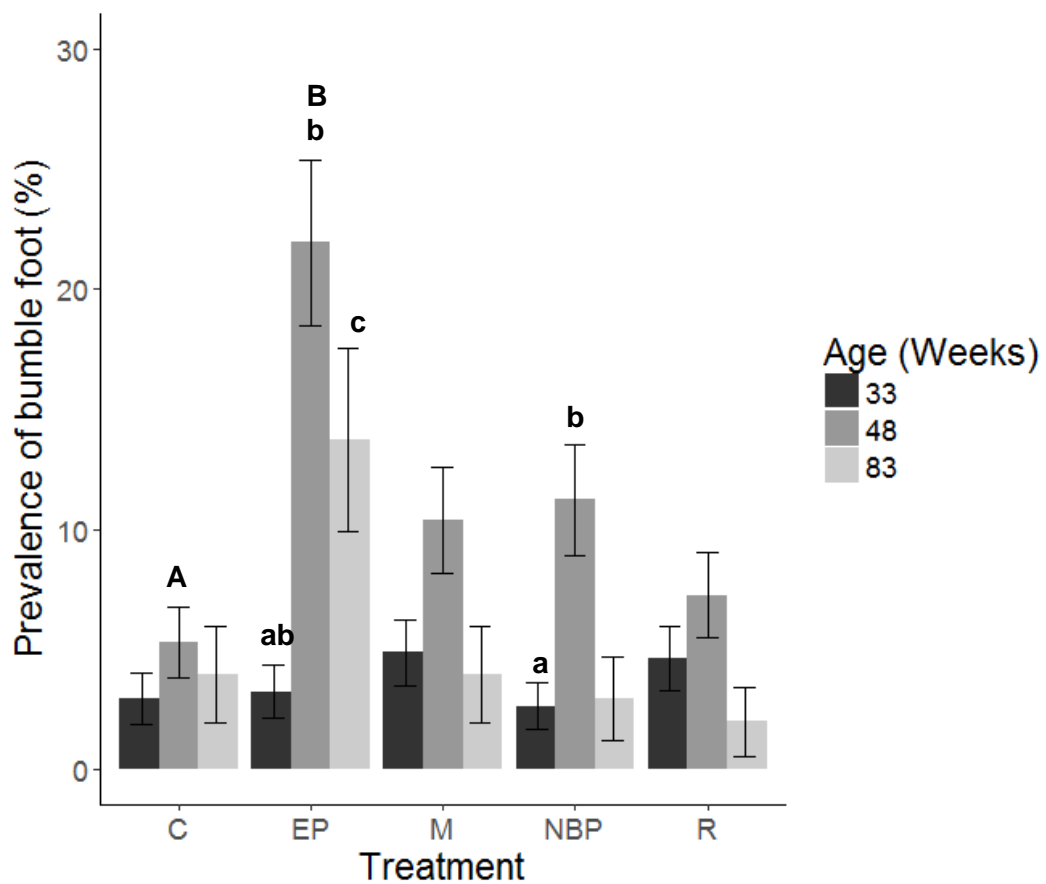 Prevalence of bumble foot (%)
30
20
10
0
B
b
c
A
ab
a
b
C
EP
M
NBP
R
Treatment
Age (Weeks)
33
48
83